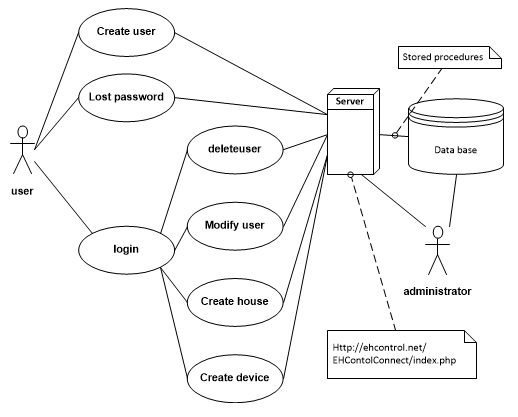 Create user
Stored procedures
Lost password
Server
deleteuser
Data base
user
Modify user
login
administrator
Create house
Http://ehcontrol.net/
EHContolConnect/index.php
Create device